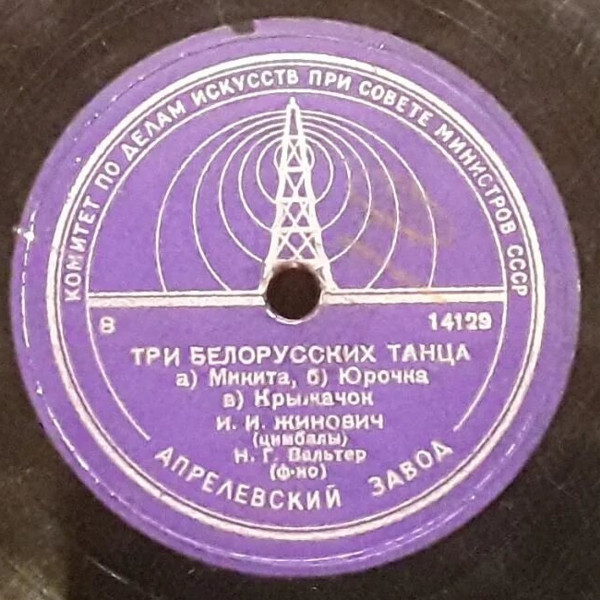 КОМИТЕТ ПО ДЕЛАМ ИСКУССТВ ПРИ СОВЕТЕ МИНИСТРОВ СССР
8 14129
ТРИ БЕЛОРУССКИХ ТАНЦА
а) Микита, б) Юрочка
в) Крыжачок
И. И. ЖИНОВИЧ
(цимбалы)
Н. Г. Вальтер
(ф-но)
АПРЕЛЕВСКИЙ ЗАВОД